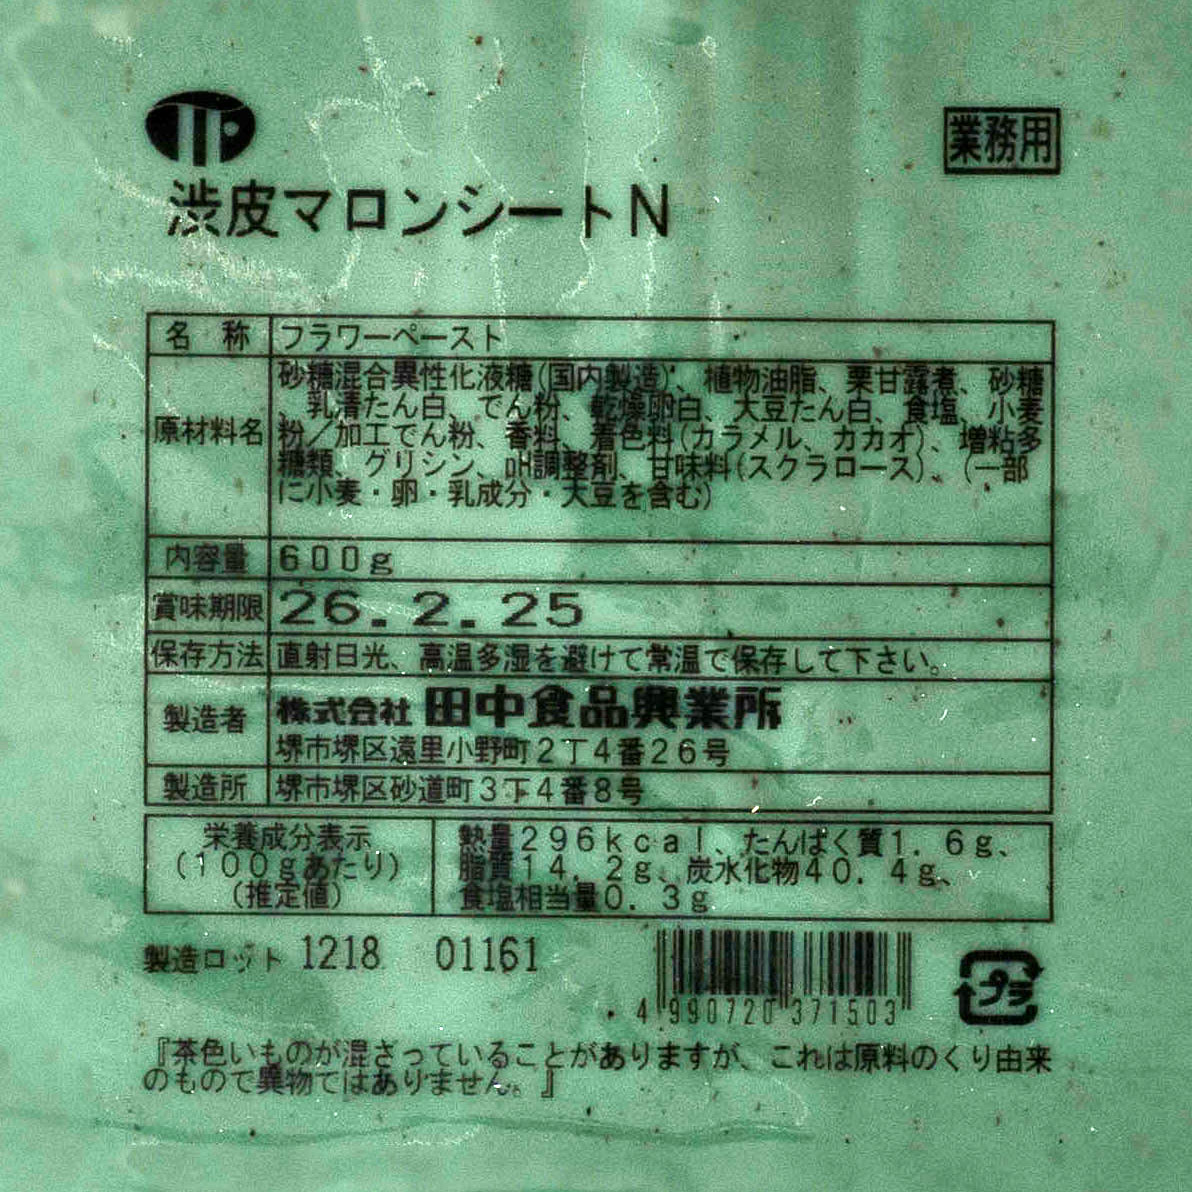 TTP
業務用
渋皮マロンシートN
名 称 フラワーペースト
原材料名
砂糖混合異性化液糖(国内製造)、植物油脂、栗甘露煮、砂糖
、乳清たん白、でん粉、乾燥卵白、大豆たん白、食塩、小麦
粉／加工でん粉、香料、着色料(カラメル、カカオ)、増粘多
糖類、グリシン、pH調整剤、甘味料(スクラロース)、(一部
に小麦・卵・乳成分・大豆を含む)
内容量 600g
賞味期限 26.2.25
保存方法 直射日光、高温多湿を避けて常温で保存して下さい。
製造者 株式会社 田中食品興業所
堺市堺区遠里小野町2丁4番26号
製造所 堺市堺区砂道町3丁4番8号
栄養成分表示
(100gあたり)
(推定値)
熱量296kcal、たんぱく質1.6g、
脂質14.2g、炭水化物40.4g、
食塩相当量0.3g
製造ロット 1218 01161
4 990720 371503
プラ
『茶色いものが混ざっていることがありますが、これは原料のくり由来
のもので異物ではありません。』